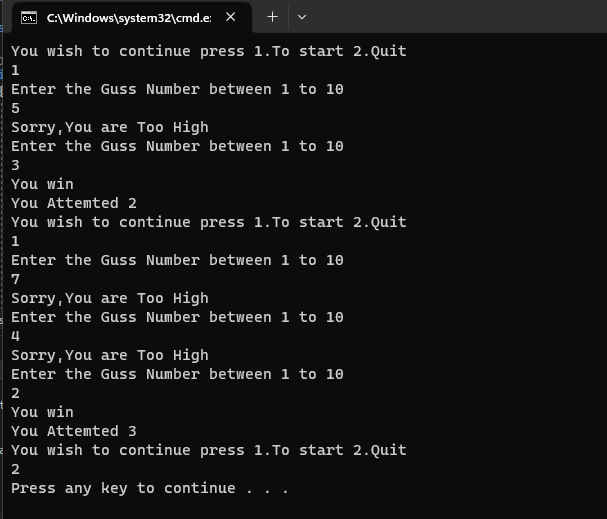 C:\Windows\system32\cmd.e:
You wish to continue press 1.To start 2.Quit
1
Enter the Guss Number between 1 to 10
5
Sorry,You are Too High
Enter the Guss Number between 1 to 10
3
You win
You Attemted 2
You wish to continue press 1.To start 2.Quit
1
Enter the Guss Number between 1 to 10
7
Sorry,You are Too High
Enter the Guss Number between 1 to 10
4
Sorry,You are Too High
Enter the Guss Number between 1 to 10
2
You win
You Attemted 3
You wish to continue press 1.To start 2.Quit
2
Press any key to continue . . .